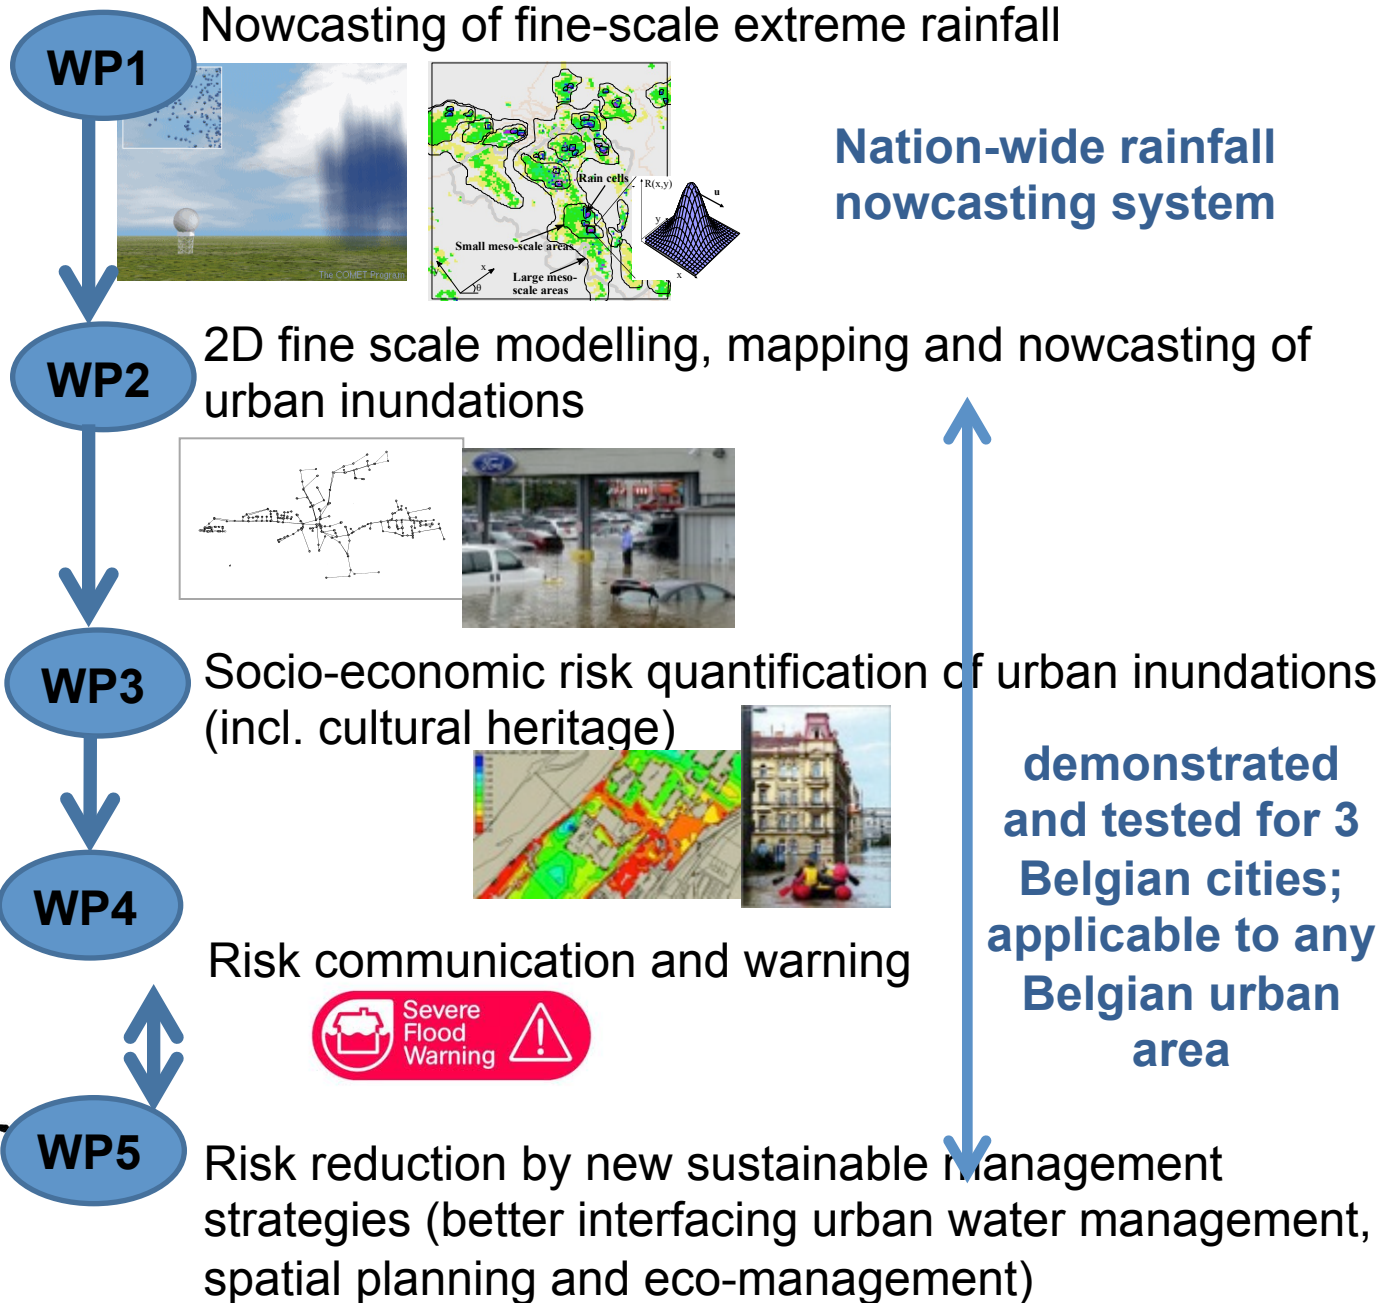 WP1
Nowcasting of fine-scale extreme rainfall
The COMET Program
Rain cells
Small meso-scale areas
Large meso-
scale areas
x
θ
R(x,y)
u
y
x
Nation-wide rainfall
nowcasting system
WP2
2D fine scale modelling, mapping and nowcasting of
urban inundations
Ford
WP3
Socio-economic risk quantification of urban inundations
(incl. cultural heritage)
demonstrated
and tested for 3
Belgian cities;
applicable to any
Belgian urban
area
WP4
Risk communication and warning
Severe
Flood
Warning
WP5
Risk reduction by new sustainable management
strategies (better interfacing urban water management,
spatial planning and eco-management)